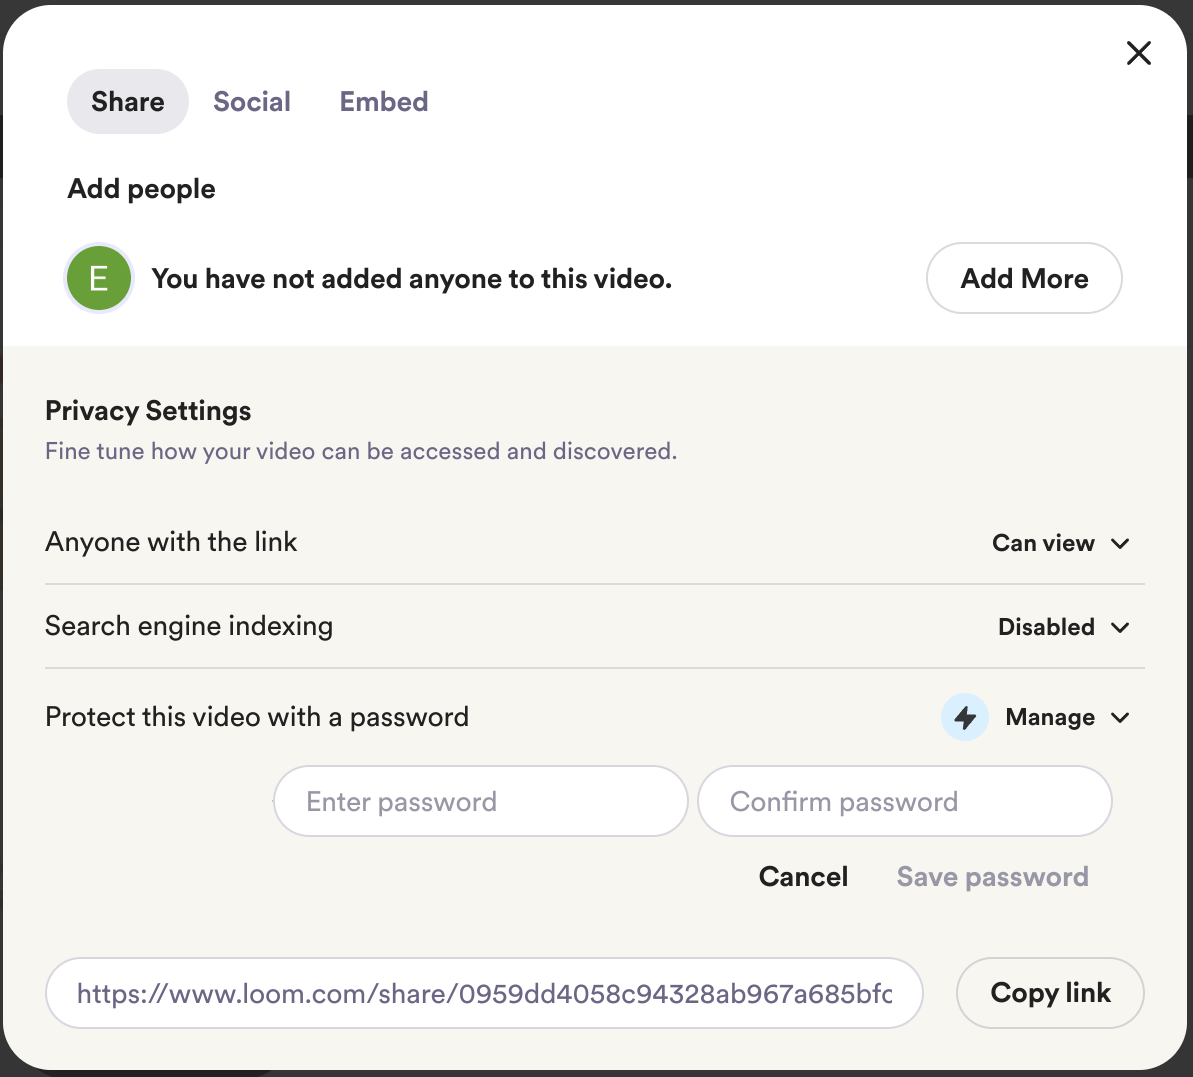 Share Social Embed
Add people
E You have not added anyone to this video. Add More
Privacy Settings
Fine tune how your video can be accessed and discovered.
Anyone with the link Can view
Search engine indexing Disabled
Protect this video with a password Manage
Enter password Confirm password
Cancel Save password
https://www.loom.com/share/0959dd4058c94328ab967a685bfc Copy link